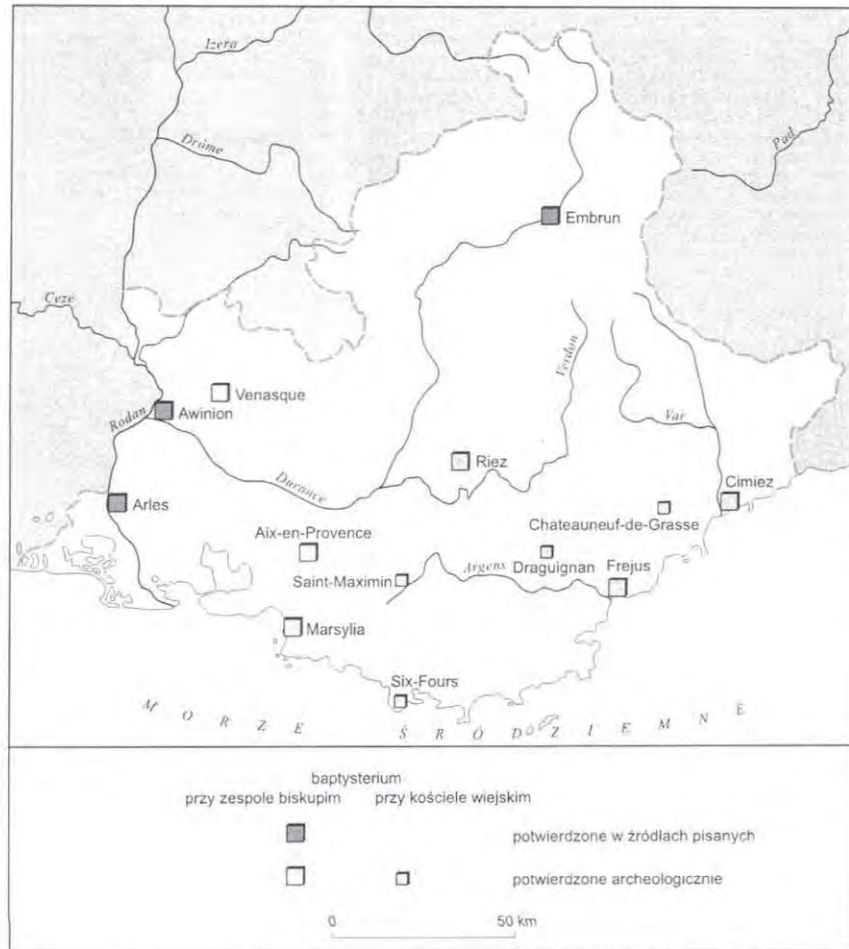 Izera
Drôme
Pad
Embrun
Ceze
Venasque
Verdon
Rodan
Awinion
Var
Riez
Durance
Cimiez
Arles
Chateauneuf-de-Grasse
Aix-en-Provence
Draguignan
Frejus
Argens
Saint-Maximin
Marsylia
Six-Fours
MORZE ŚRÓDZIEMNE
baptysterium
przy zespole biskupim przy kościele wiejskim
potwierdzone w źródłach pisanych
potwierdzone archeologicznie
0 50 km